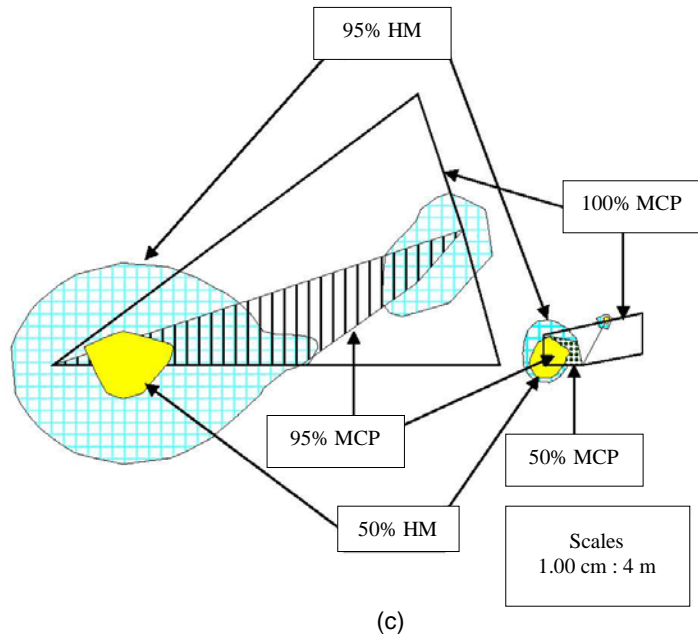 95% HM
100% MCP
95% MCP
50% MCP
50% HM
Scales
1.00 cm : 4 m
(c)